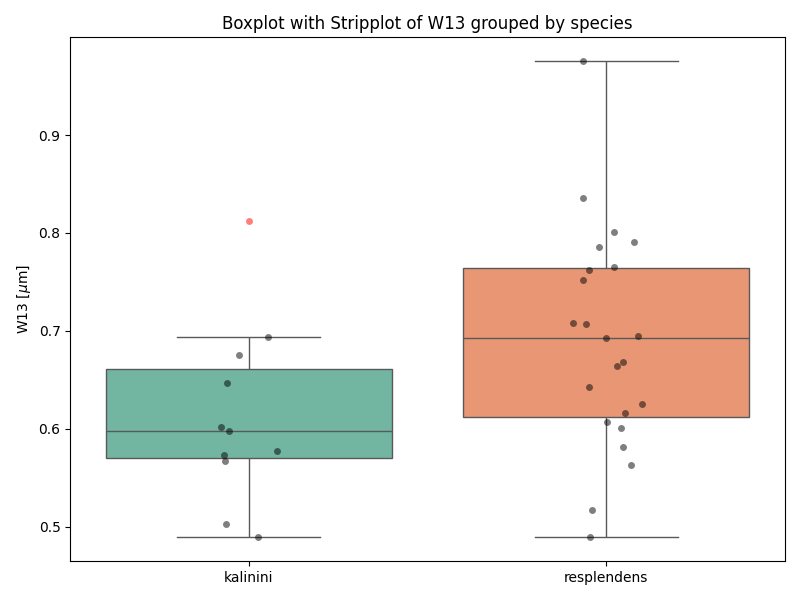 Boxplot with Stripplot of W13 grouped by species
W13 [μm]
0.9
0.8
0.7
0.6
0.5
kalinini
resplendens